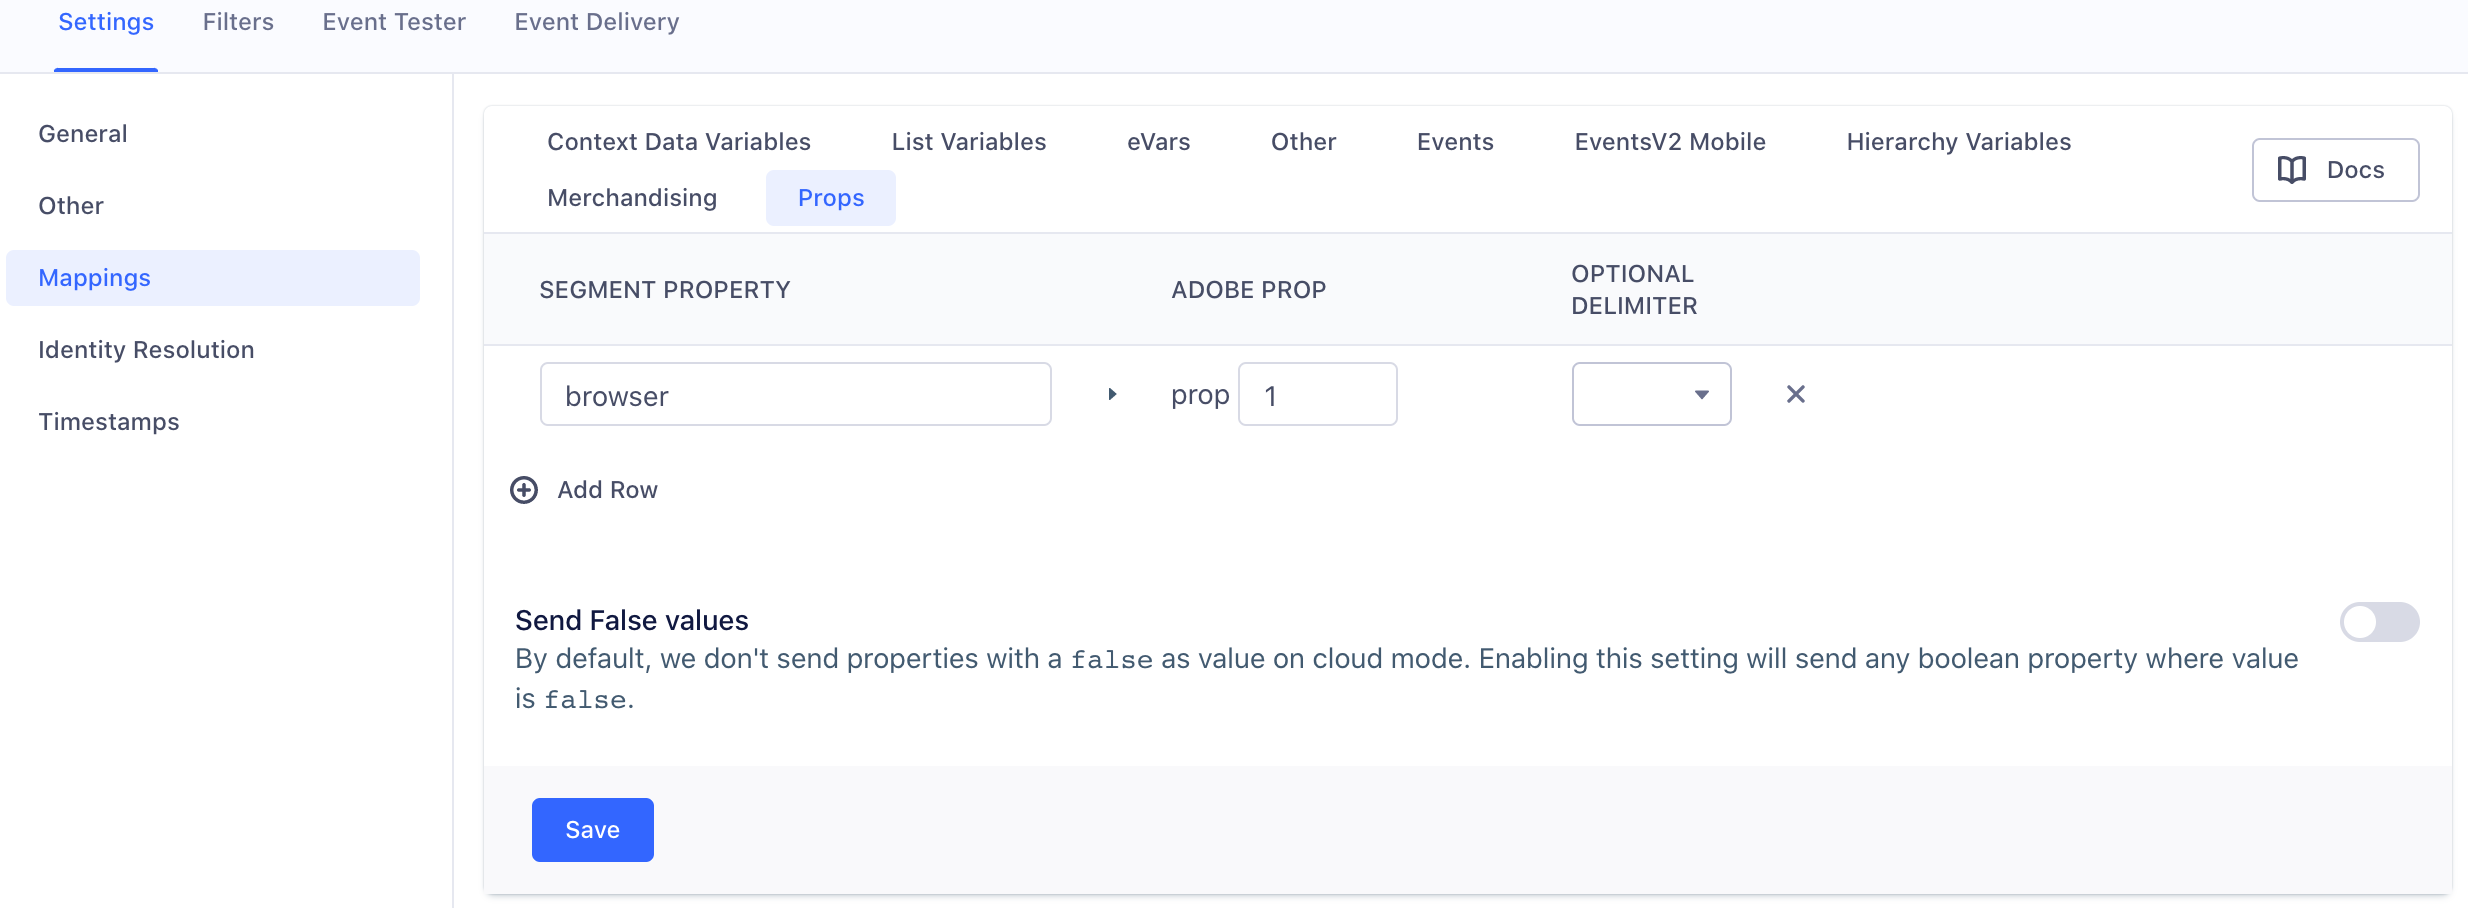 Settings Filters Event Tester Event Delivery
General
Other
Mappings
Identity Resolution
Timestamps
Context Data Variables List Variables eVars Other Events EventsV2 Mobile Hierarchy Variables
Merchandising Props
Docs
SEGMENT PROPERTY ADOBE PROP OPTIONAL
DELIMITER
browser prop 1
Add Row
Send False values
By default, we don't send properties with a false as value on cloud mode. Enabling this setting will send any boolean property where value
is false.
Save